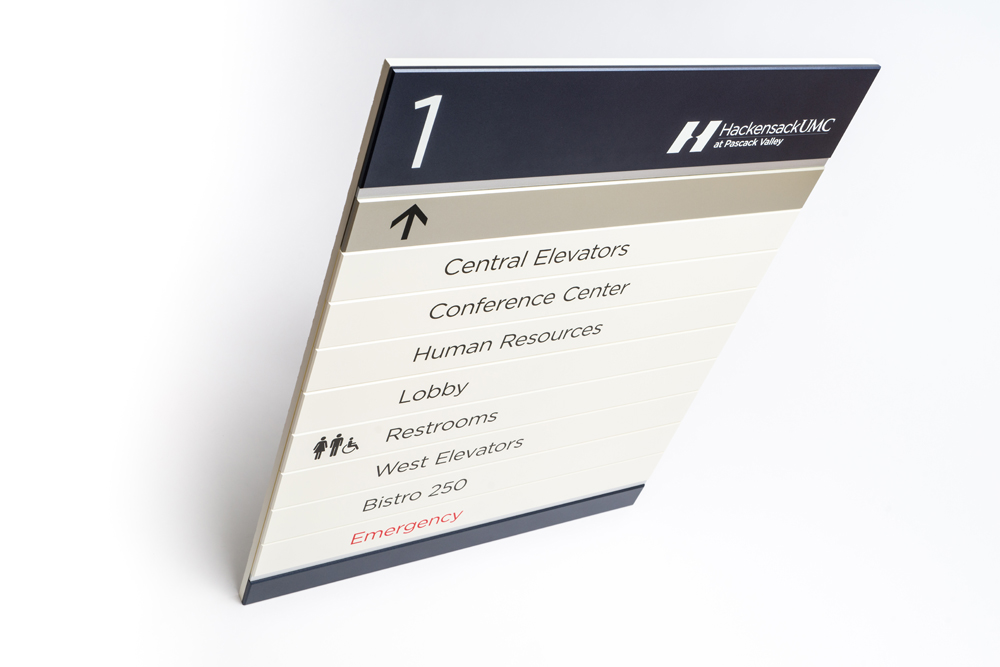 1
HackensackUMC
at Pascack Valley
Central Elevators
Conference Center
Human Resources
Lobby
Restrooms
West Elevators
Bistro 250
Emergency